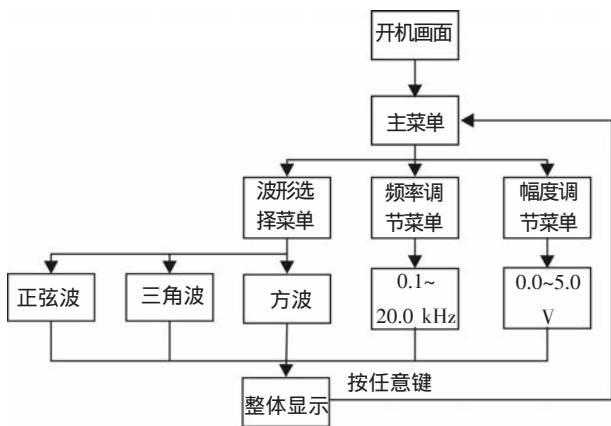 开机画面
主菜单
波形选
择菜单
频率调
节菜单
幅度调
节菜单
正弦波
三角波
方波
0.1~
20.0 kHz
0.0~5.0
V
按任意键
整体显示